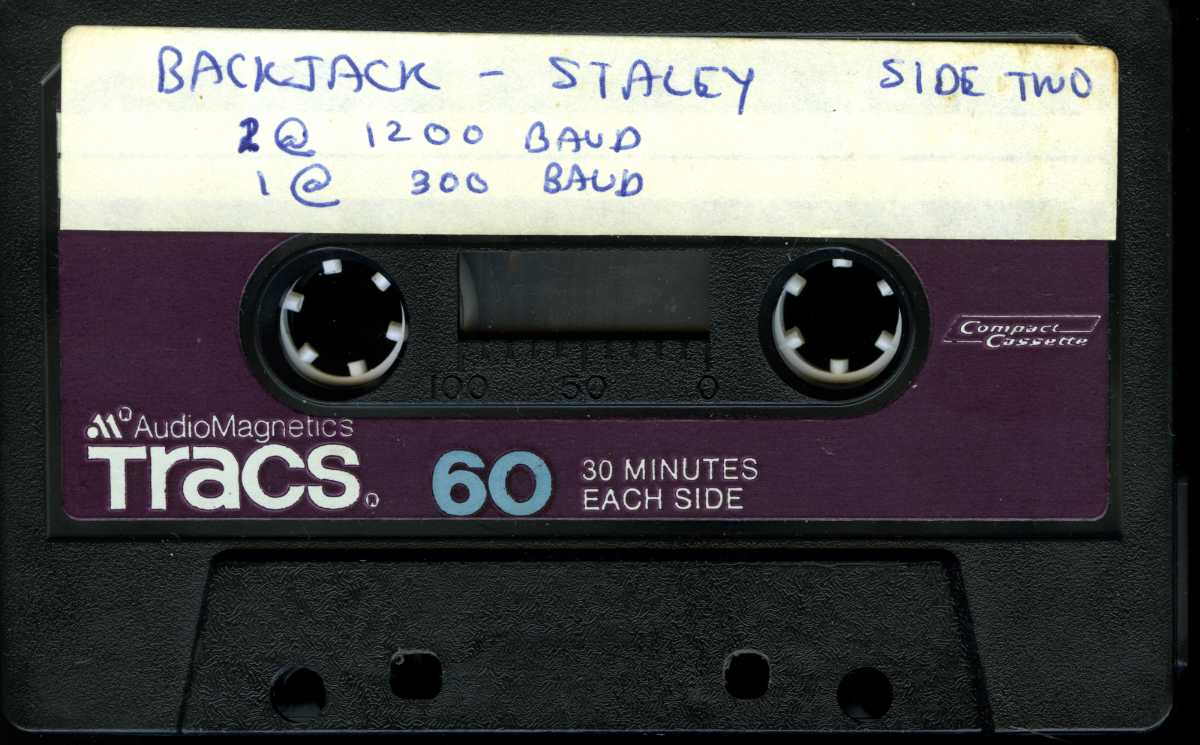 BACKJACK - STALEY SIDE TWO
2 @ 1200 BAUD
1 @ 300 BAUD
Compact
Cassette
100 50 0
AudioMagnetics
Tracs
60 30 MINUTES
EACH SIDE